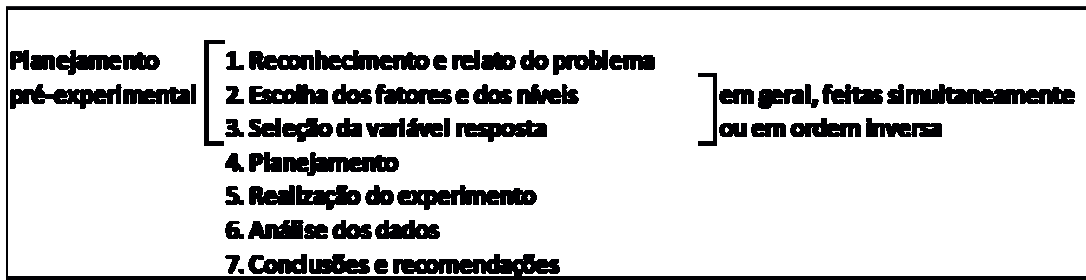 Planejamento
pré-experimental
1. Reconhecimento e relato do problema
2. Escolha dos fatores e dos níveis
3. Seleção da variável resposta
em geral, feitas simultaneamente
ou em ordem inversa
4. Planejamento
5. Realização do experimento
6. Análise dos dados
7. Conclusões e recomendações